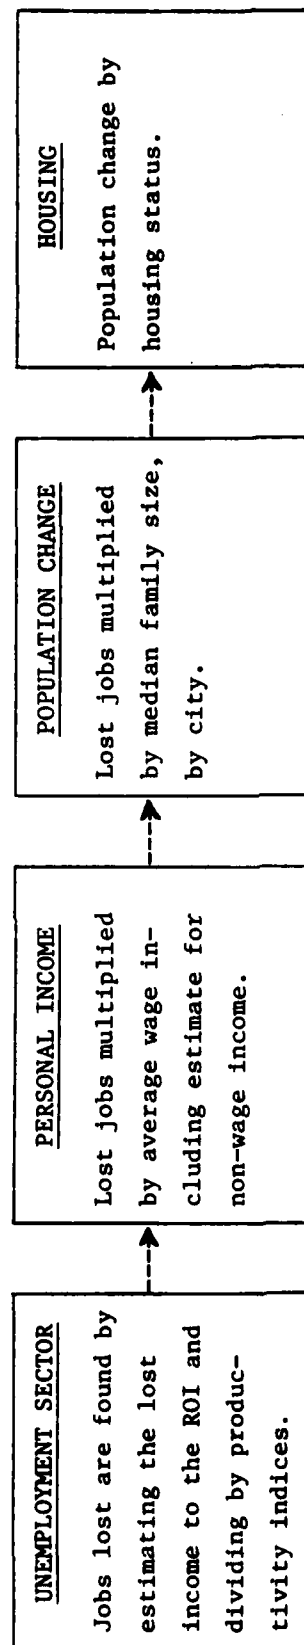 UNEMPLOYMENT SECTOR
Jobs lost are found by
estimating the lost
income to the ROI and
dividing by produc-
tivity indices.
PERSONAL INCOME
Lost jobs multiplied
by average wage in-
cluding estimate for
non-wage income.
POPULATION CHANGE
Lost jobs multiplied
by median family size,
by city.
HOUSING
Population change by
housing status.